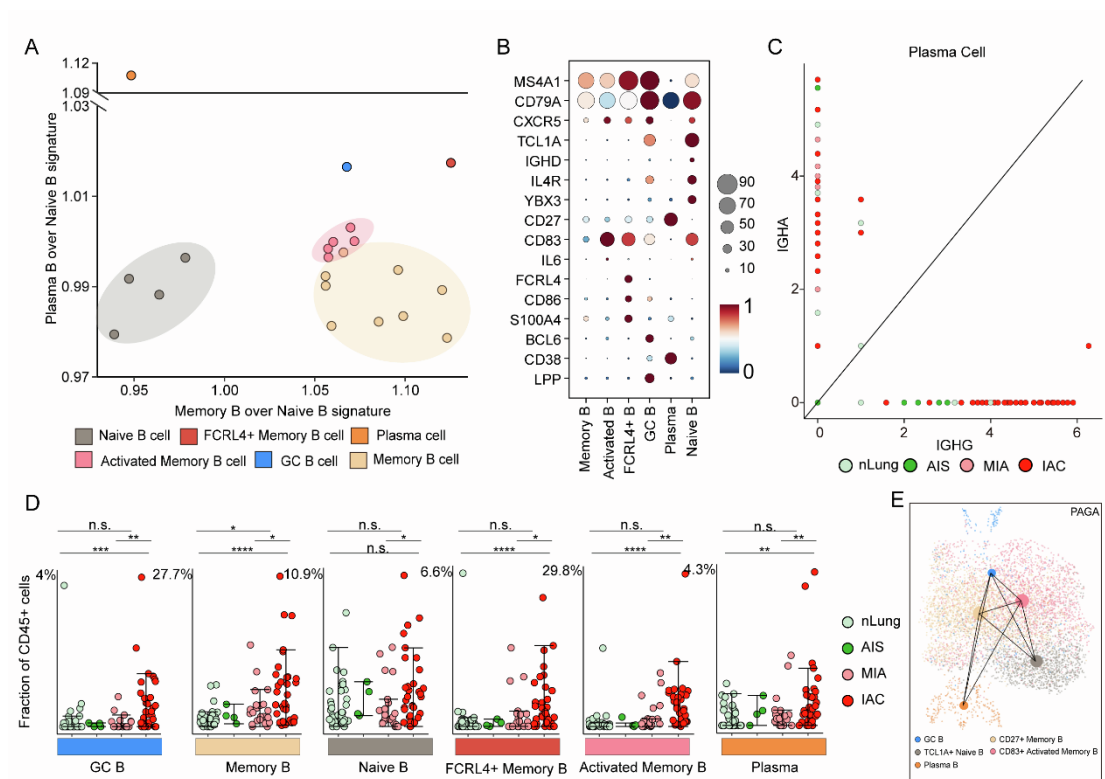 A
1.12
1.09
1.03
1.01
0.99
0.97
Plasma B over Naive B signature
0.95
1.00
1.05
1.10
Memory B over Naive B signature
Naive B cell
FCRL4+ Memory B cell
Plasma cell
Activated Memory B cell
GC B cell
Memory B cell
B
MS4A1
CD79A
CXCR5
TCL1A
IGHD
IL4R
YBX3
CD27
CD83
IL6
FCRL4
CD86
S100A4
BCL6
CD38
LPP
Memory B
Activated B
FCRL4+ B
GC B
Plasma
Naive B
90
70
50
30
10
1
0
C
Plasma Cell
IGHA
4
2
0
0
2
4
6
IGHG
nLung
AIS
MIA
IAC
D
Fraction of CD45+ cells
n.s.
**
***
4%
GC B
*
*
****
27.7%
Memory B
n.s.
*
n.s.
10.9%
Naive B
n.s.
*
****
6.6%
FCRL4+ Memory B
n.s.
**
****
29.8%
Activated Memory B
n.s.
**
**
4.3%
Plasma
nLung
AIS
MIA
IAC
E
PAGA
GC B
CD27+ Memory B
TCL1A+ Naive B
CD83+ Activated Memory B
Plasma B